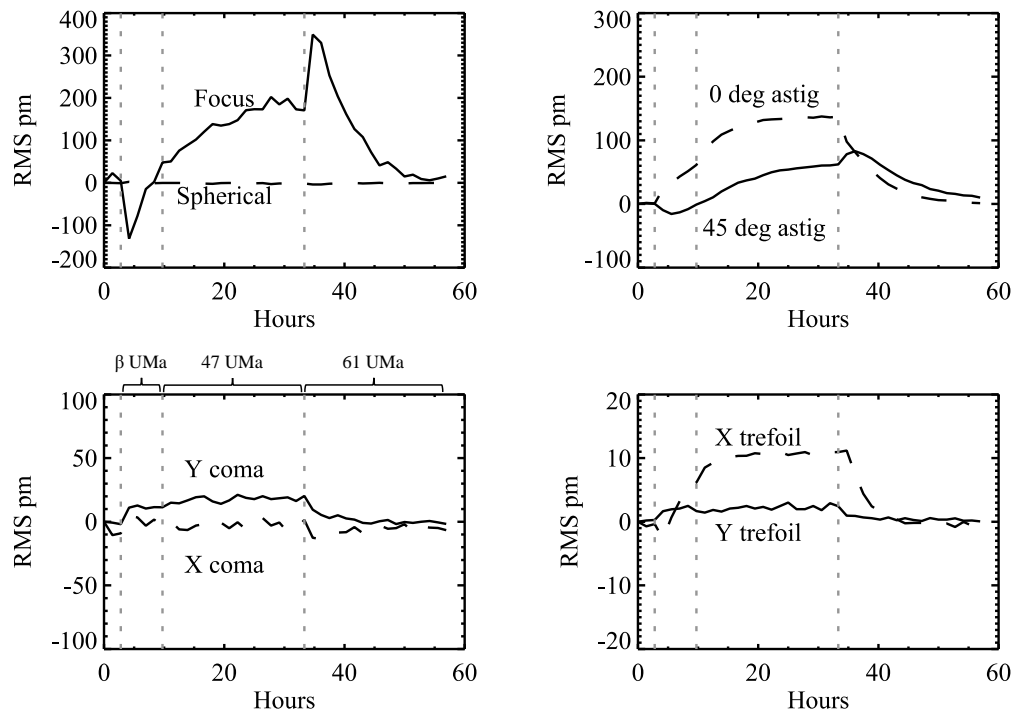 400
300
200
100
0
-100
-200
RMS pm
Focus
Spherical
0 20 40 60
Hours
300
200
100
0
-100
RMS pm
0 deg astig
45 deg astig
0 20 40 60
Hours
β UMa 47 UMa 61 UMa
100
50
0
-50
-100
RMS pm
Y coma
X coma
0 20 40 60
Hours
20
10
0
-10
-20
RMS pm
X trefoil
Y trefoil
0 20 40 60
Hours